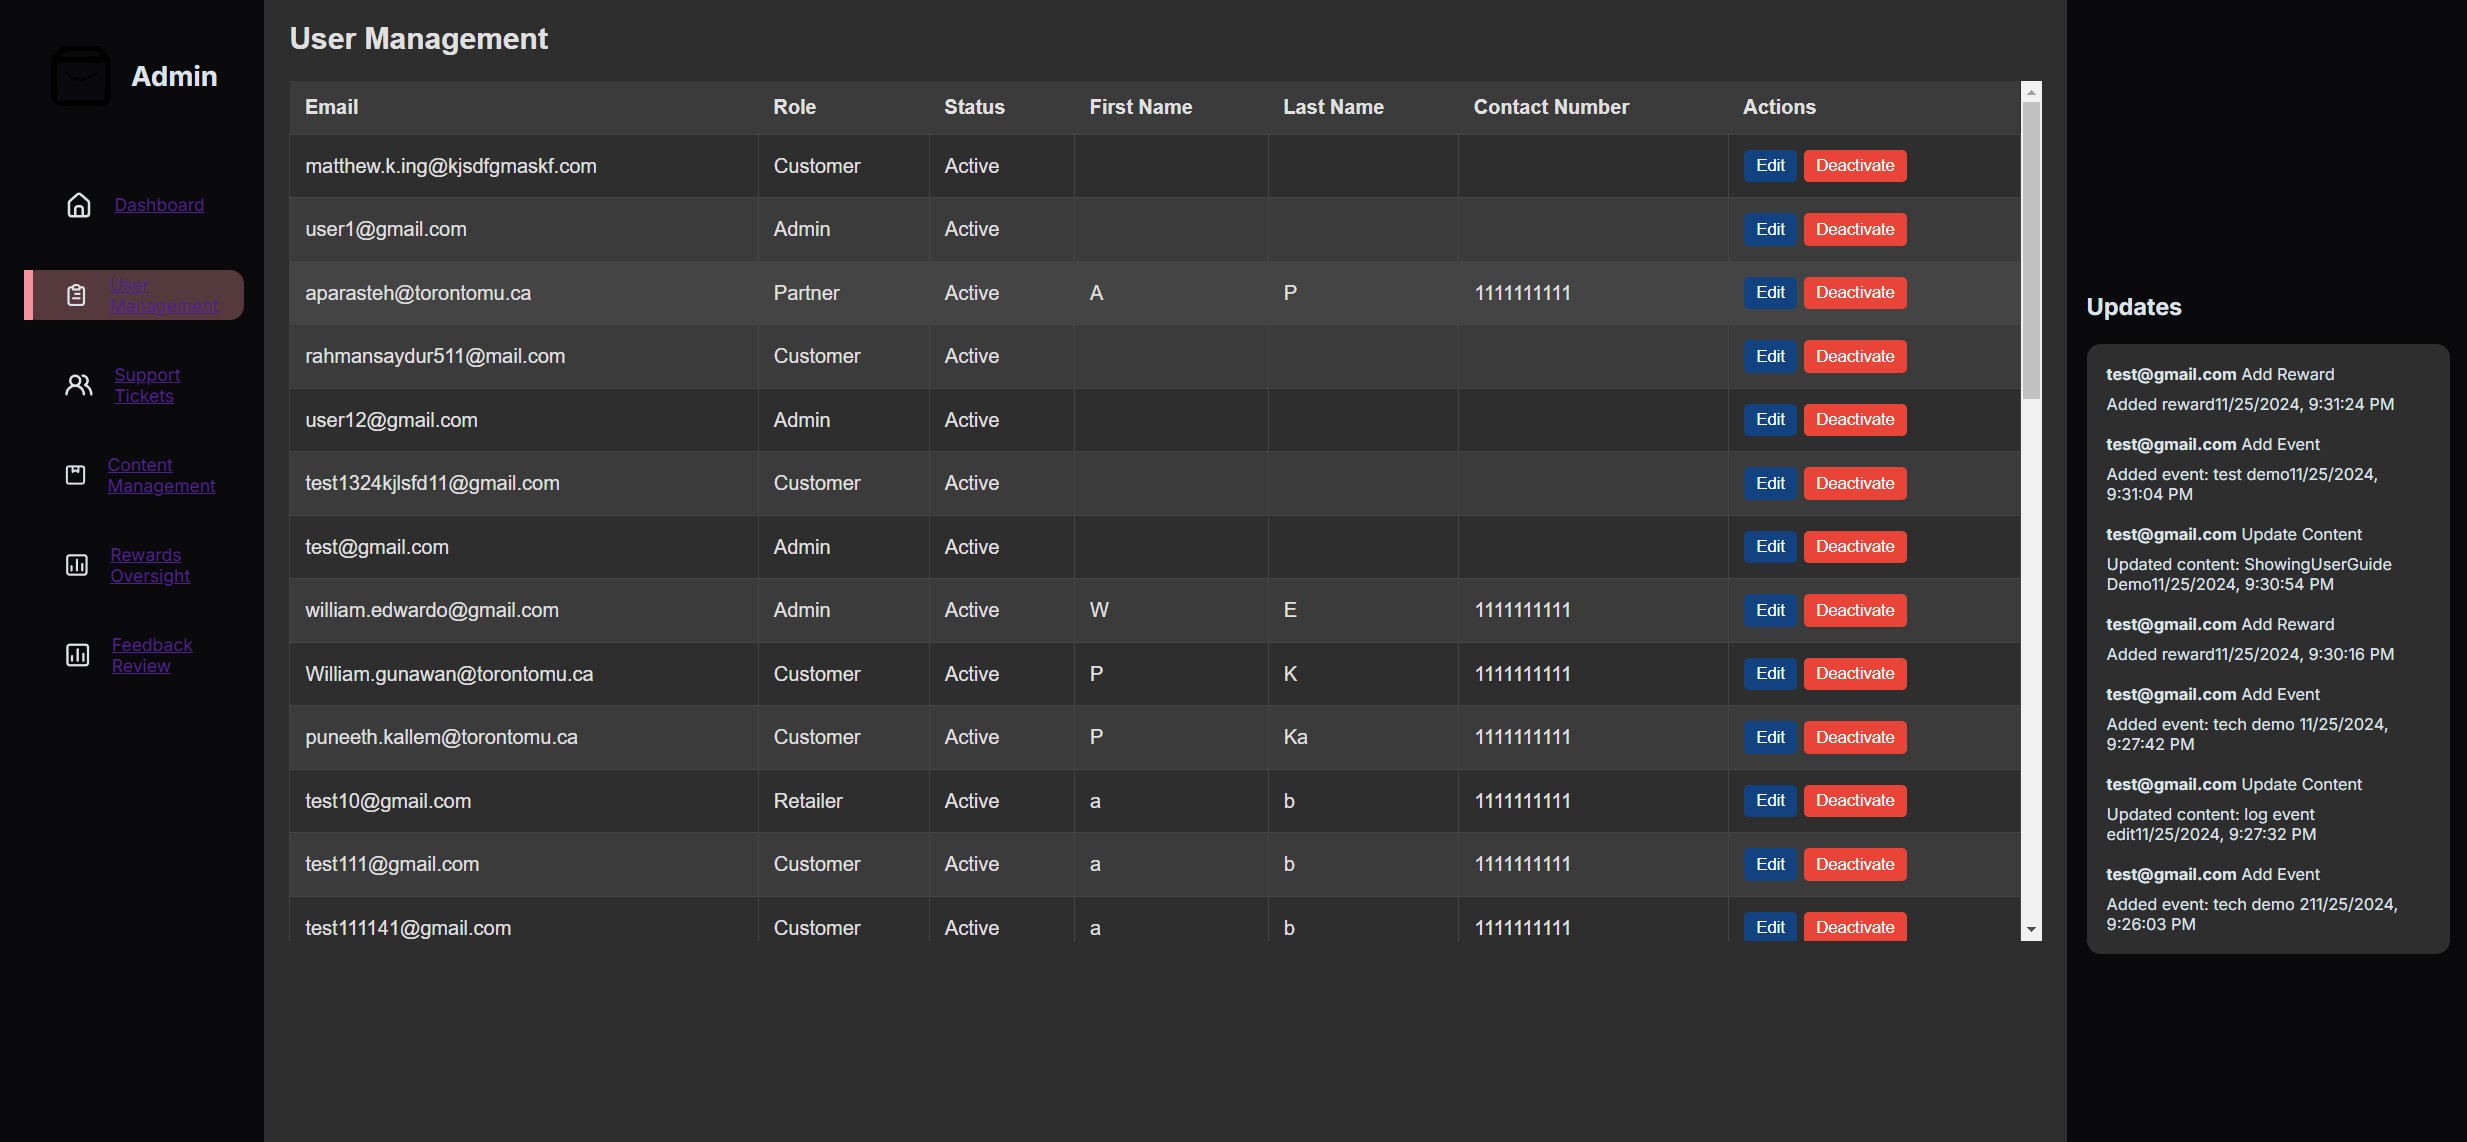 Admin
Dashboard
User
Management
Support
Tickets
Content
Management
Rewards
Oversight
Feedback
Review
User Management
Email Role Status First Name Last Name Contact Number Actions
matthew.k.ing@kjsdfgmaskf.com Customer Active Edit Deactivate
user1@gmail.com Admin Active Edit Deactivate
aparasteh@torontomu.ca Partner Active A P 1111111111 Edit Deactivate
rahmansaydur511@mail.com Customer Active Edit Deactivate
user12@gmail.com Admin Active Edit Deactivate
test1324kjlsfd11@gmail.com Customer Active Edit Deactivate
test@gmail.com Admin Active Edit Deactivate
william.edwardo@gmail.com Admin Active W E 1111111111 Edit Deactivate
William.gunawan@torontomu.ca Customer Active P K 1111111111 Edit Deactivate
puneeth.kallem@torontomu.ca Customer Active P Ka 1111111111 Edit Deactivate
test10@gmail.com Retailer Active a b 1111111111 Edit Deactivate
test111@gmail.com Customer Active a b 1111111111 Edit Deactivate
test111141@gmail.com Customer Active a b 1111111111 Edit Deactivate
Updates
test@gmail.com Add Reward
Added reward11/25/2024, 9:31:24 PM
test@gmail.com Add Event
Added event: test demo11/25/2024,
9:31:04 PM
test@gmail.com Update Content
Updated content: ShowingUserGuide
Demo11/25/2024, 9:30:54 PM
test@gmail.com Add Reward
Added reward11/25/2024, 9:30:16 PM
test@gmail.com Add Event
Added event: tech demo 11/25/2024,
9:27:42 PM
test@gmail.com Update Content
Updated content: log event
edit11/25/2024, 9:27:32 PM
test@gmail.com Add Event
Added event: tech demo 211/25/2024,
9:26:03 PM